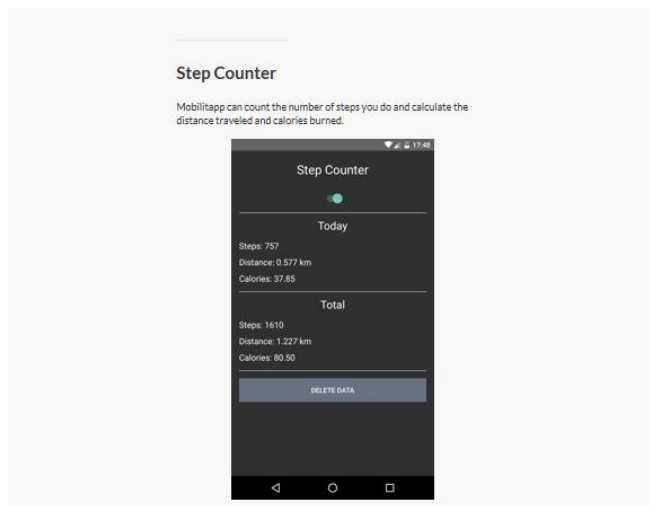 Step Counter
Mobilitapp can count the number of steps you do and calculate the
distance traveled and calories burned.
17:48
Step Counter
Today
Steps: 757
Distance: 0.577 km
Calories: 37.85
Total
Steps: 1610
Distance: 1.227 km
Calories: 80.50
DELETE DATA